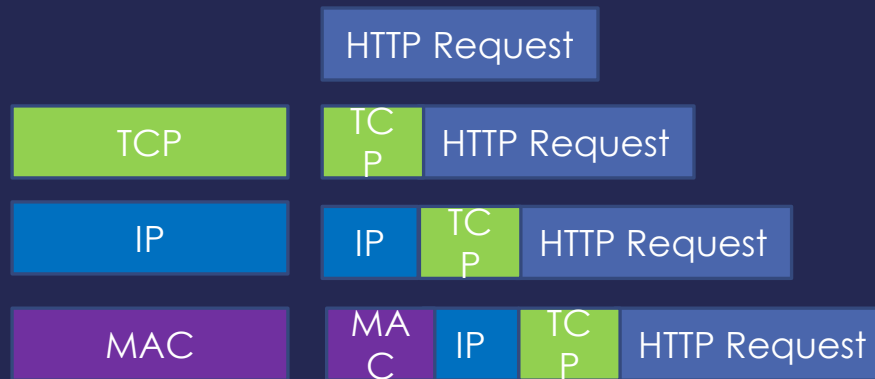 HTTP Request
TCP
TC
P
HTTP Request
IP
IP
TC
P
HTTP Request
MAC
MA
C
IP
TC
P
HTTP Request